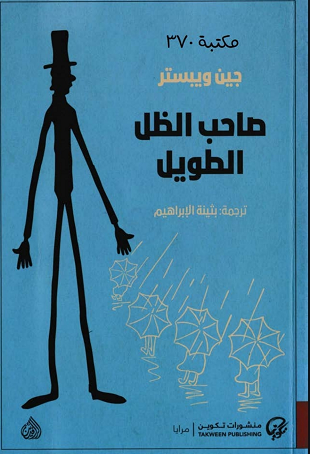 مكتبة ٣٧٠
جين ويبستر
صاحب الظل
الطويل
ترجمة: بثينة الإبراهيم
منشورات تكوين | مرايا
TAKWEEN PUBLISHING